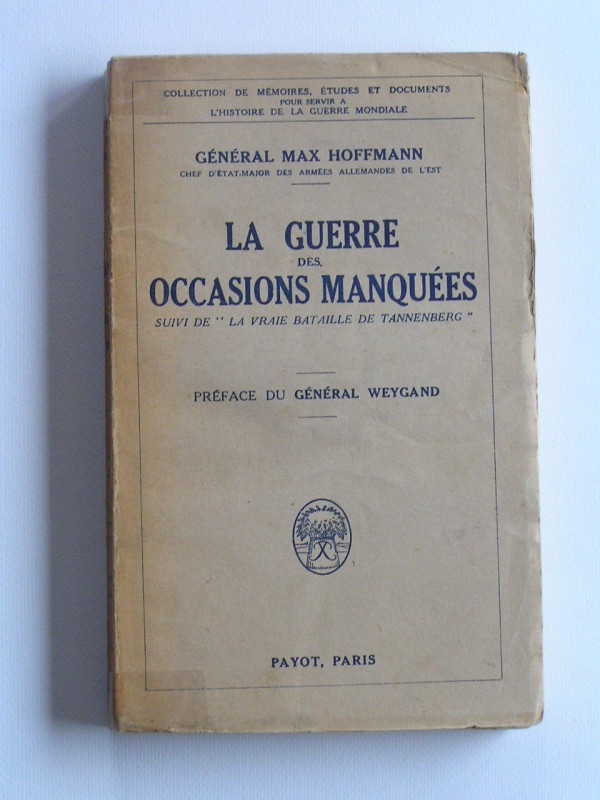 COLLECTION DE MÉMOIRES, ÉTUDES ET DOCUMENTS
POUR SERVIR A
L'HISTOIRE DE LA GUERRE MONDIALE
GÉNÉRAL MAX HOFFMANN
CHEF D'ÉTAT-MAJOR DES ARMÉES ALLEMANDES DE L'EST
LA GUERRE
DES
OCCASIONS MANQUÉES
SUIVI DE "LA VRAIE BATAILLE DE TANNENBERG"
PRÉFACE DU GÉNÉRAL WEYGAND
PAYOT, PARIS